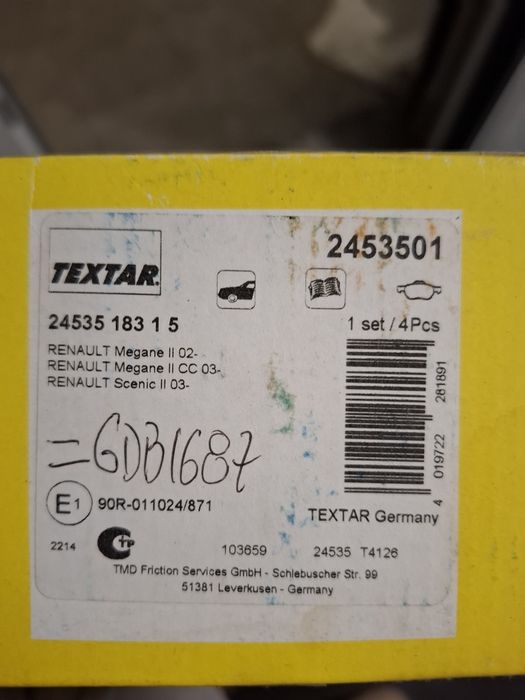 TEXTAR
2453501
24535 183 1 5
1 set / 4Pcs
RENAULT Megane II 02-
RENAULT Megane II CC 03-
RENAULT Scenic II 03-
=GDB1687
4 019722 281891
E1 90R-011024/871
TEXTAR Germany
2214
103659
24535 T4126
TMD Friction Services GmbH - Schlebuscher Str. 99
51381 Leverkusen - Germany